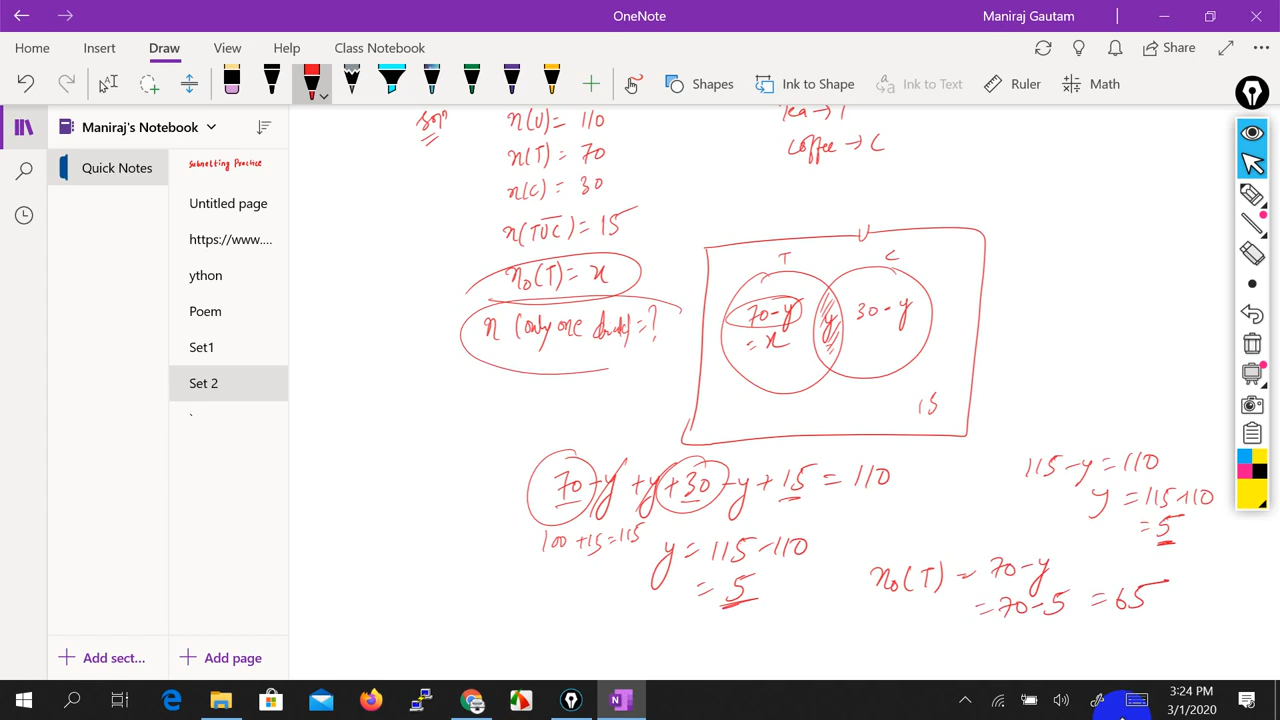 OneNote
Maniraj Gautam
Home Insert Draw View Help Class Notebook
Share
Shapes Ink to Shape Ink to Text Ruler Math
Maniraj's Notebook
Quick Notes
Subnetting Practice
Untitled page
https://www....
ython
Poem
Set1
Set 2
`
Add sect... Add page
Solⁿ
n(U) = 110
n(T) = 70
n(C) = 30
n(T∪C)‾ = 15
n₀(T) = x
n (only one drink) = ?
Tea → T
Coffee → C
U
T C
70-y y 30-y
= x
15
70 - y + y + 30 - y + 15 = 110
100 + 15 = 115
y = 115 - 110
= 5
115 - y = 110
y = 115 - 110
= 5
n₀(T) = 70 - y
= 70 - 5 = 65
3:24 PM
3/1/2020